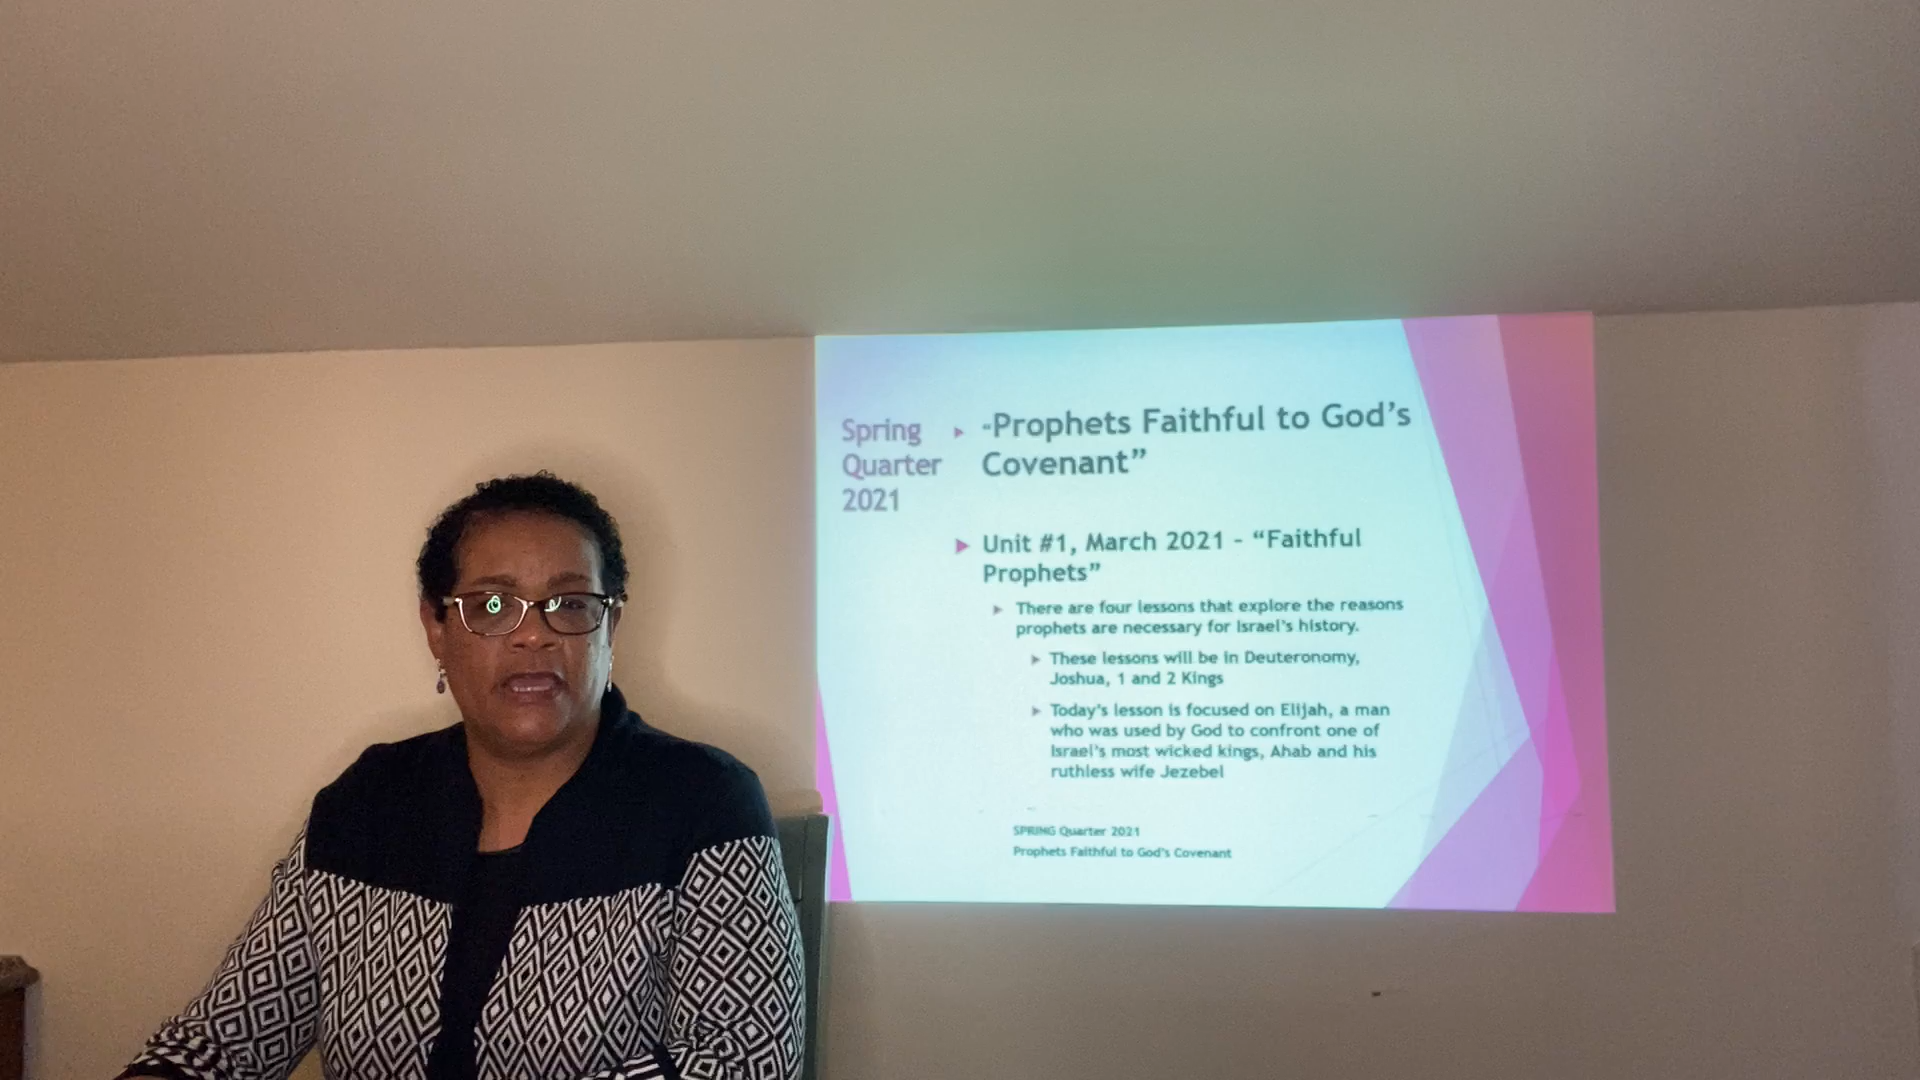 Spring
Quarter
2021
-Prophets Faithful to God's
Covenant”
Unit #1, March 2021 - “Faithful
Prophets”
There are four lessons that explore the reasons
prophets are necessary for Israel's history.
These lessons will be in Deuteronomy,
Joshua, 1 and 2 Kings
Today's lesson is focused on Elijah, a man
who was used by God to confront one of
Israel's most wicked kings, Ahab and his
ruthless wife Jezebel
SPRING Quarter 2021
Prophets Faithful to God's Covenant